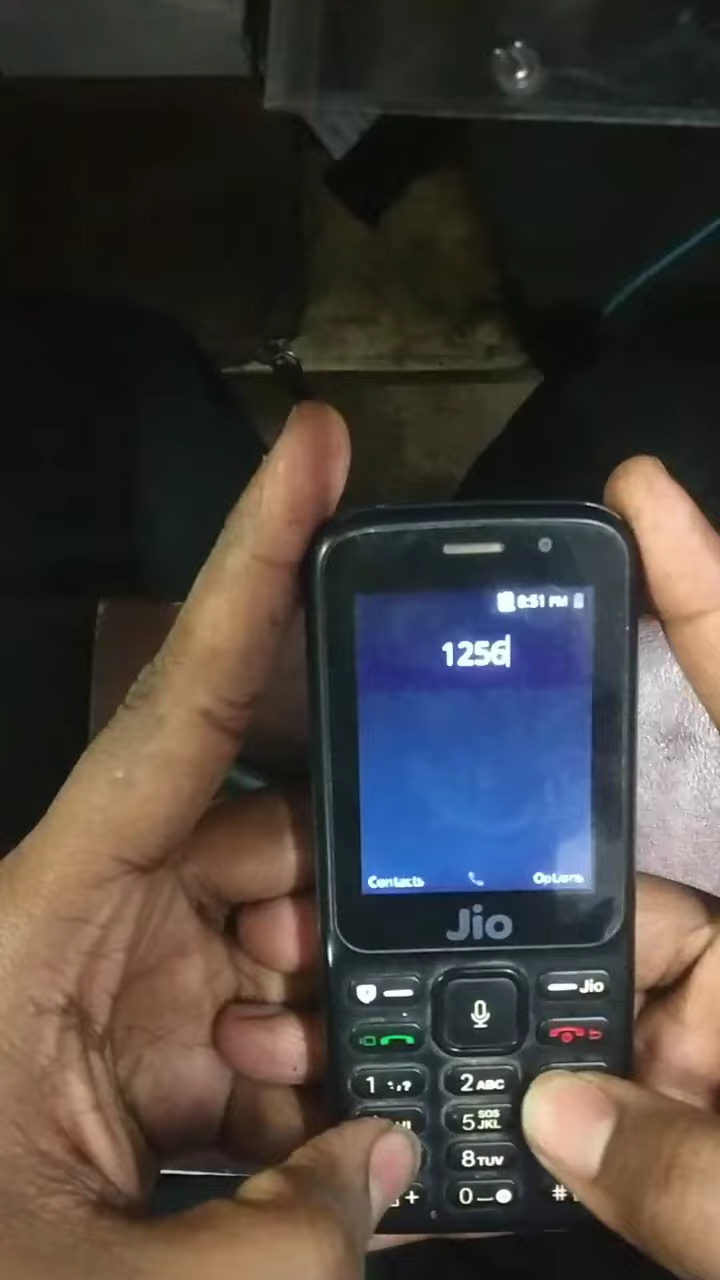 8:51 PM
1256
Contacts
Options
Jio
Jio
1 .,?
2 ABC
5 SOS JKL
8 TUV
+
0
#